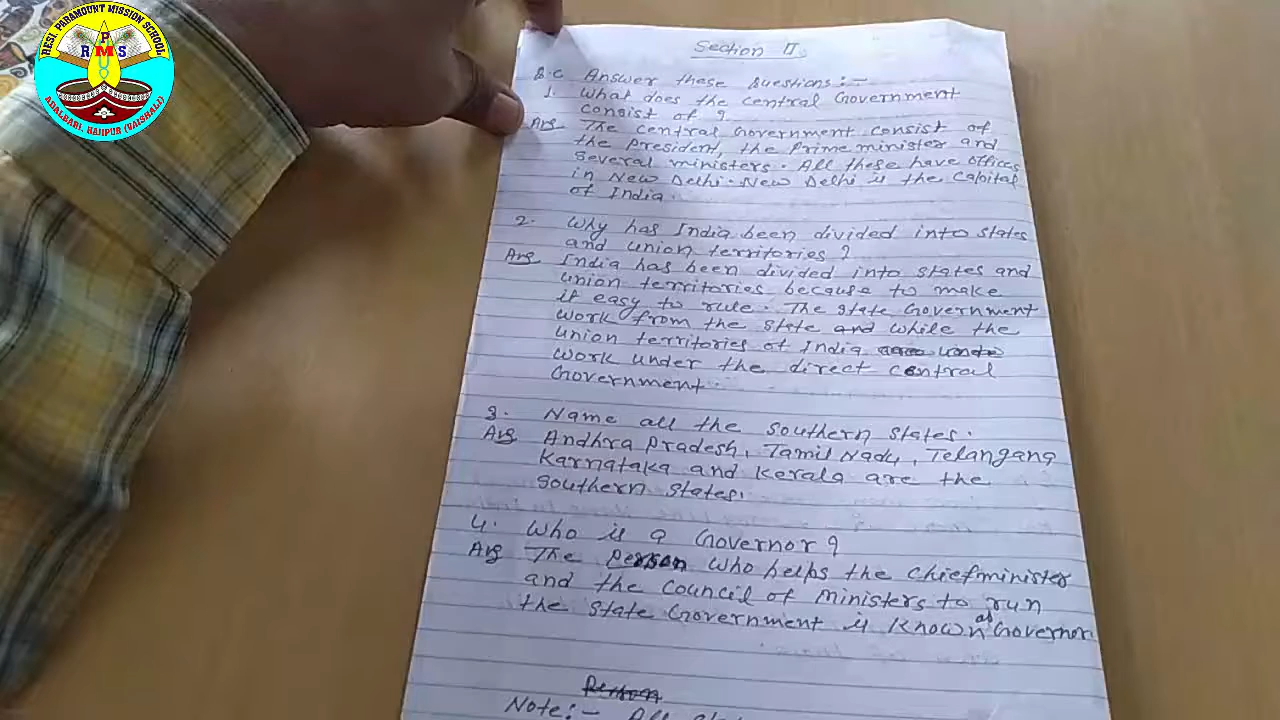 RESI PARAMOUNT MISSION SCHOOL
P
R M S
ADALBARI, HAJIPUR (VAISHALI)
Section II
Q.C Answer these Questions:-
1. What does the central Government
consist of ?
Ans The central Government consist of
the President, the Prime minister and
several ministers. All these have offices
in New Delhi. New Delhi is the capital
of India.
2. Why has India been divided into states
and union territories ?
Ans India has been divided into states and
union territories because to make
it easy to rule. The state Government
work from the state and while the
union territories of India
work under the direct central
Government.
3. Name all the southern states.
Ans Andhra Pradesh, Tamil Nadu, Telangana
Karnataka and Kerala are the
southern states.
4. Who is a Governor ?
Ans The Person who helps the chiefminister
and the council of ministers to run
the state Government is known as Governor.
Person
Note:- All